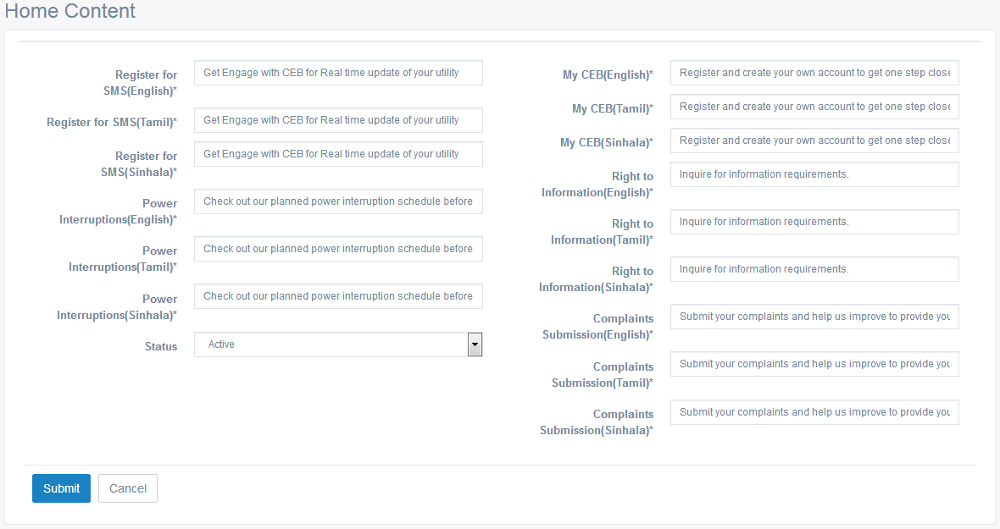 Home Content
Register for
SMS(English)*
Get Engage with CEB for Real time update of your utility
Register for SMS(Tamil)*
Get Engage with CEB for Real time update of your utility
Register for
SMS(Sinhala)*
Get Engage with CEB for Real time update of your utility
Power
Interruptions(English)*
Check out our planned power interruption schedule before
Power
Interruptions(Tamil)*
Check out our planned power interruption schedule before
Power
Interruptions(Sinhala)*
Check out our planned power interruption schedule before
Status
Active
My CEB(English)*
Register and create your own account to get one step close
My CEB(Tamil)*
Register and create your own account to get one step close
My CEB(Sinhala)*
Register and create your own account to get one step close
Right to
Information(English)*
Inquire for information requirements.
Right to
Information(Tamil)*
Inquire for information requirements.
Right to
Information(Sinhala)*
Inquire for information requirements.
Complaints
Submission(English)*
Submit your complaints and help us improve to provide you
Complaints
Submission(Tamil)*
Submit your complaints and help us improve to provide you
Complaints
Submission(Sinhala)*
Submit your complaints and help us improve to provide you
Submit
Cancel